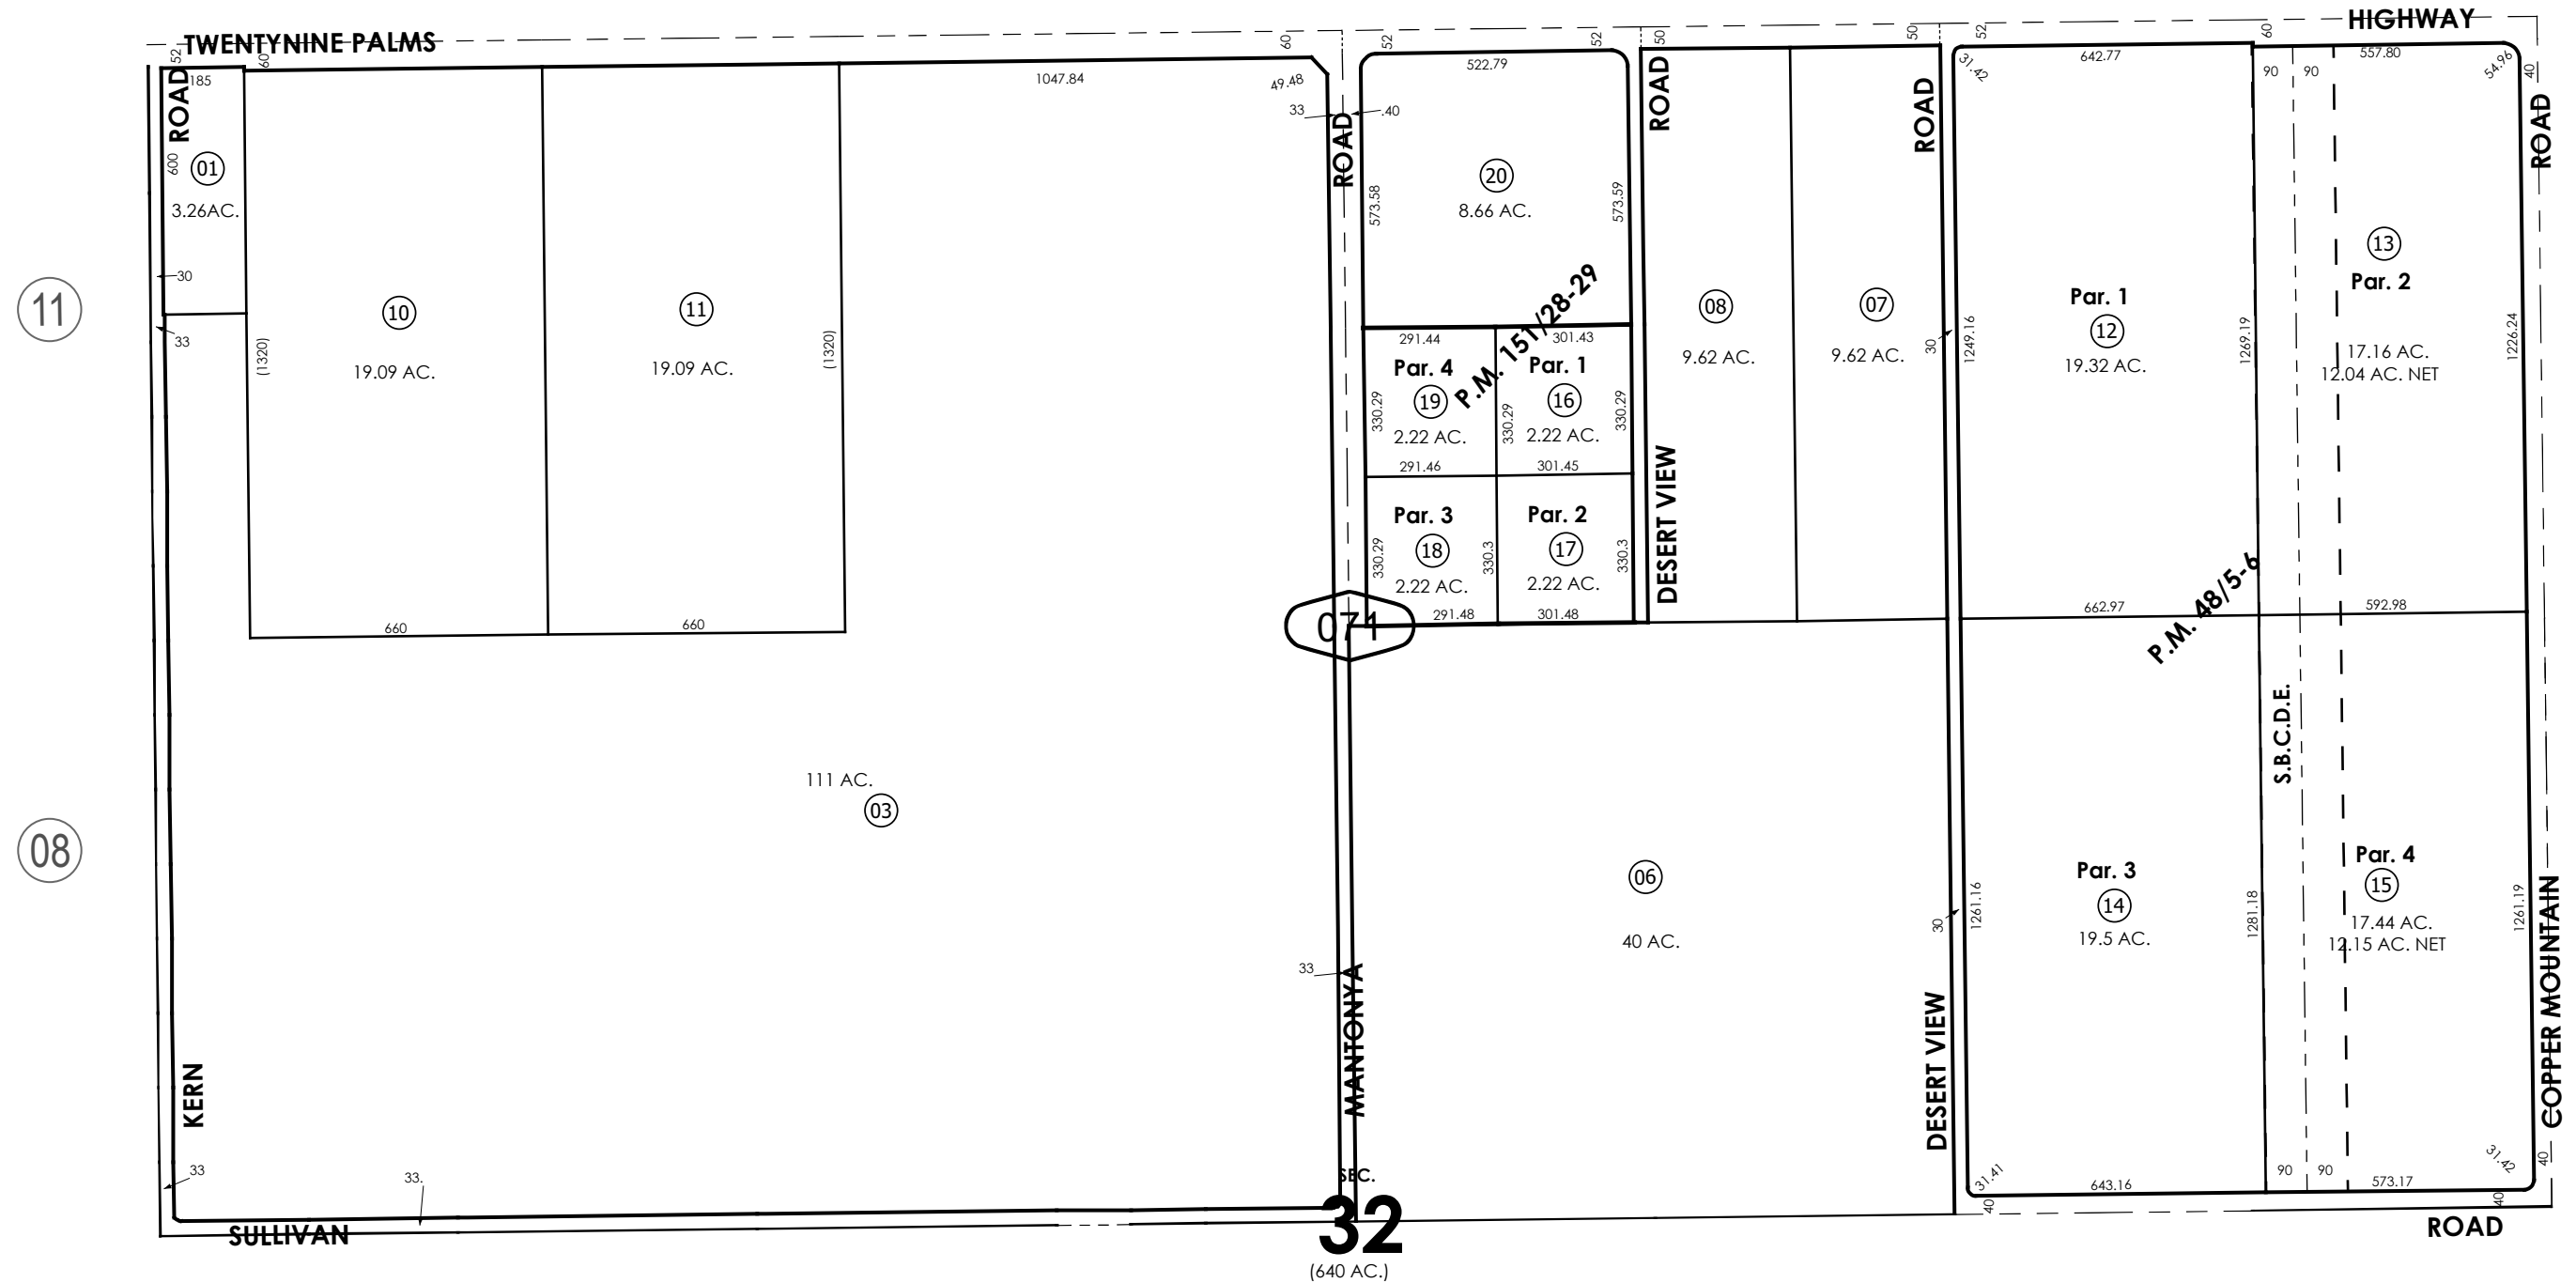 TWENTYNINE PALMS
HIGHWAY
52
185
60
1047.84
60
49.48
33
40
52
522.79
52
50
50
31.42
52
642.77
60
90
90
557.80
54.96
40
ROAD
ROAD
ROAD
ROAD
ROAD
600
01
3.26AC.
30
33
11
(1320)
10
19.09 AC.
660
11
19.09 AC.
660
(1320)
573.58
20
8.66 AC.
573.59
P.M. 151/28-29
291.44
301.43
Par. 4
19
2.22 AC.
330.29
330.29
Par. 1
16
2.22 AC.
330.29
291.46
301.45
Par. 3
18
2.22 AC.
330.29
330.3
Par. 2
17
2.22 AC.
330.3
291.48
301.48
071
DESERT VIEW
08
9.62 AC.
07
9.62 AC.
30
1249.16
Par. 1
12
19.32 AC.
1269.19
13
Par. 2
17.16 AC.
12.04 AC. NET
1226.24
662.97
592.98
P.M. 48/5-6
S.B.C.D.E.
08
111 AC.
03
KERN
33
33.
33
MANTONYA
06
40 AC.
30
1261.16
DESERT VIEW
Par. 3
14
19.5 AC.
1281.18
Par. 4
15
17.44 AC.
12.15 AC. NET
1261.19
COPPER MOUNTAIN
31.41
643.16
40
90
90
573.17
31.42
40
40
SULLIVAN
ROAD
SEC.
32
(640 AC.)